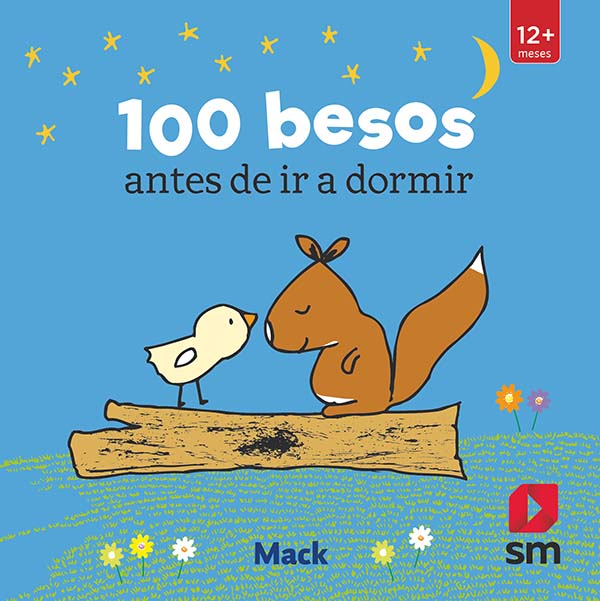 12+
meses
100 besos
antes de ir a dormir
Mack
sm